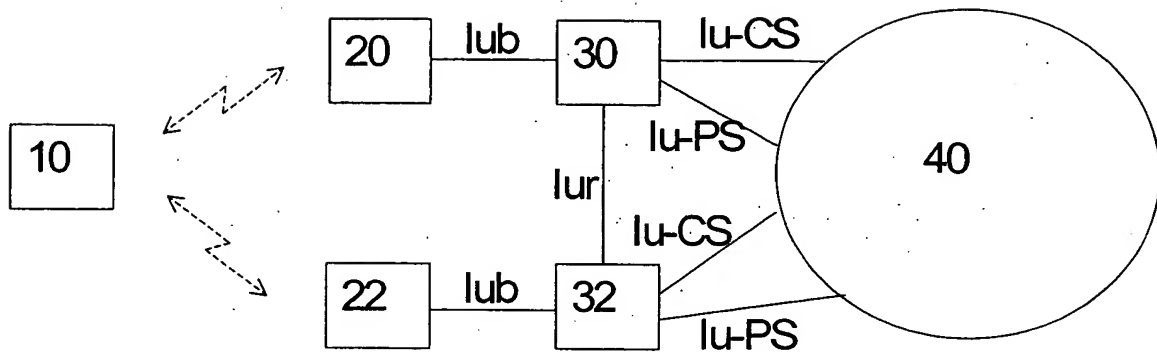 20 Iub 30 Iu-CS
10 Iu-PS 40
Iur
Iu-CS
22 Iub 32
Iu-PS